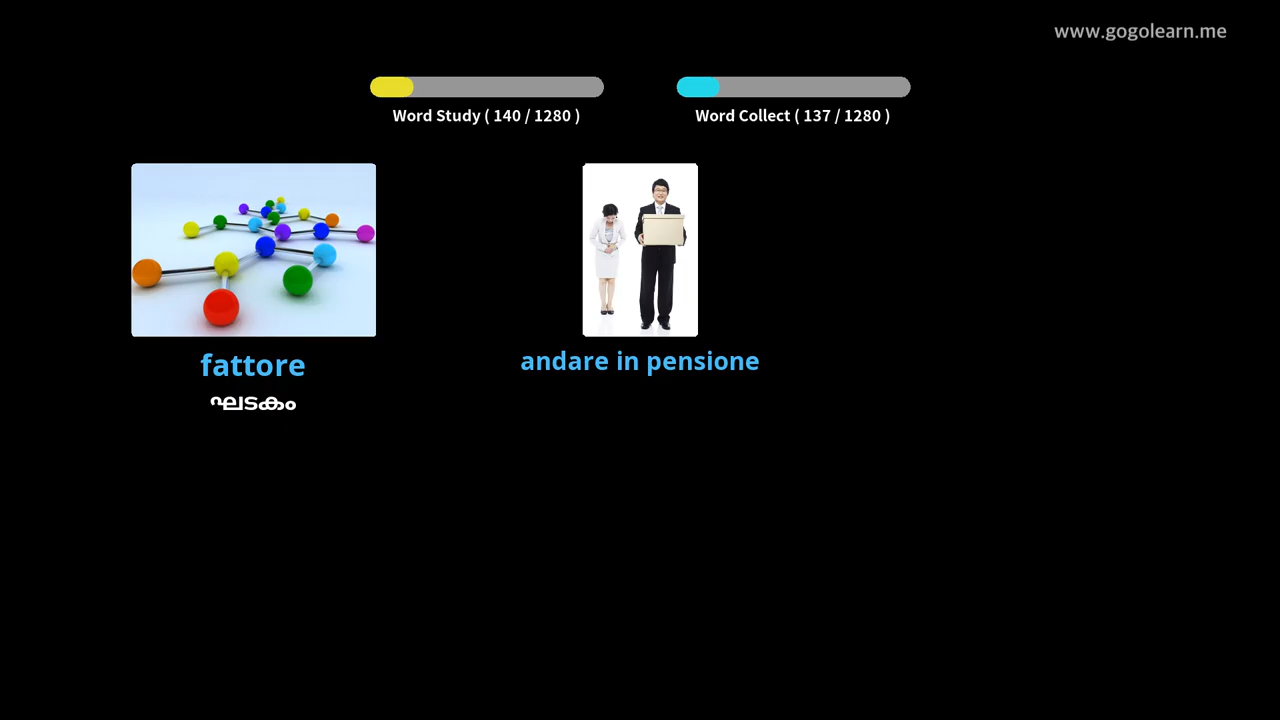 www.gogolearn.me
Word Study ( 140 / 1280 )
Word Collect ( 137 / 1280 )
fattore
ഘടകം
andare in pensione